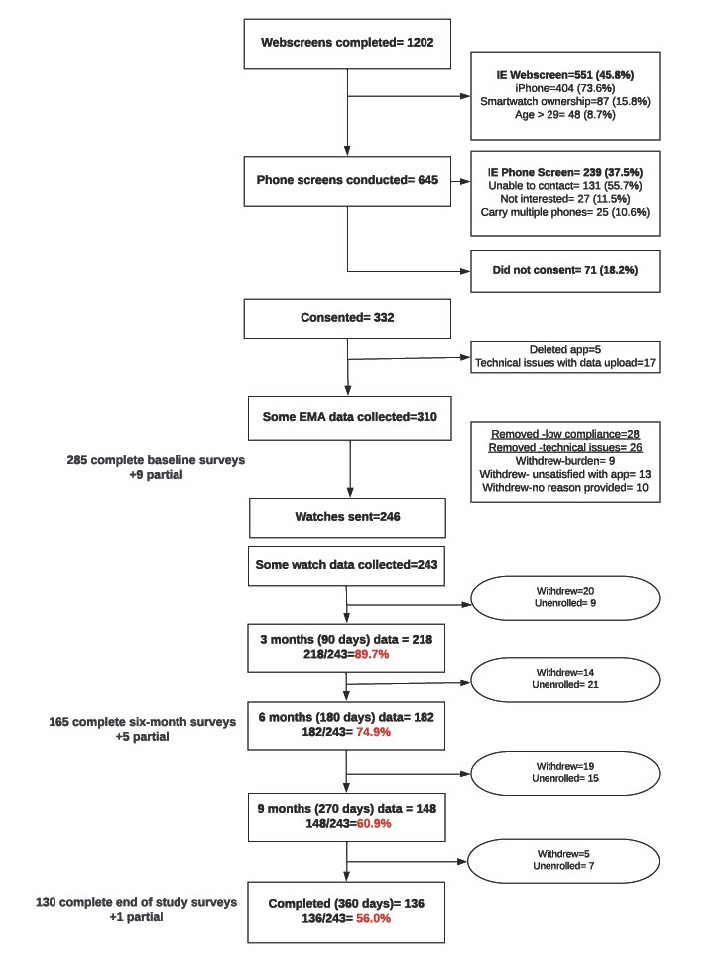 Webscreens completed= 1202
IE Webscreen=551 (45.8%)
iPhone=404 (73.6%)
Smartwatch ownership=87 (15.8%)
Age > 29= 48 (8.7%)
Phone screens conducted= 645
IE Phone Screen= 239 (37.5%)
Unable to contact= 131 (55.7%)
Not interested= 27 (11.5%)
Carry multiple phones= 25 (10.6%)
Did not consent= 71 (18.2%)
Consented= 332
Deleted app=5
Technical issues with data upload=17
Some EMA data collected=310
Removed -low compliance=28
Removed -technical issues= 26
Withdrew-burden= 9
Withdrew- unsatisfied with app= 13
Withdrew-no reason provided= 10
285 complete baseline surveys
+9 partial
Watches sent=246
Some watch data collected=243
Withdrew=20
Unenrolled= 9
3 months (90 days) data = 218
218/243=89.7%
Withdrew=14
Unenrolled= 21
165 complete six-month surveys
+5 partial
6 months (180 days) data= 182
182/243= 74.9%
Withdrew=19
Unenrolled= 15
9 months (270 days) data = 148
148/243=60.9%
Withdrew=5
Unenrolled= 7
130 complete end of study surveys
+1 partial
Completed (360 days)= 136
136/243= 56.0%